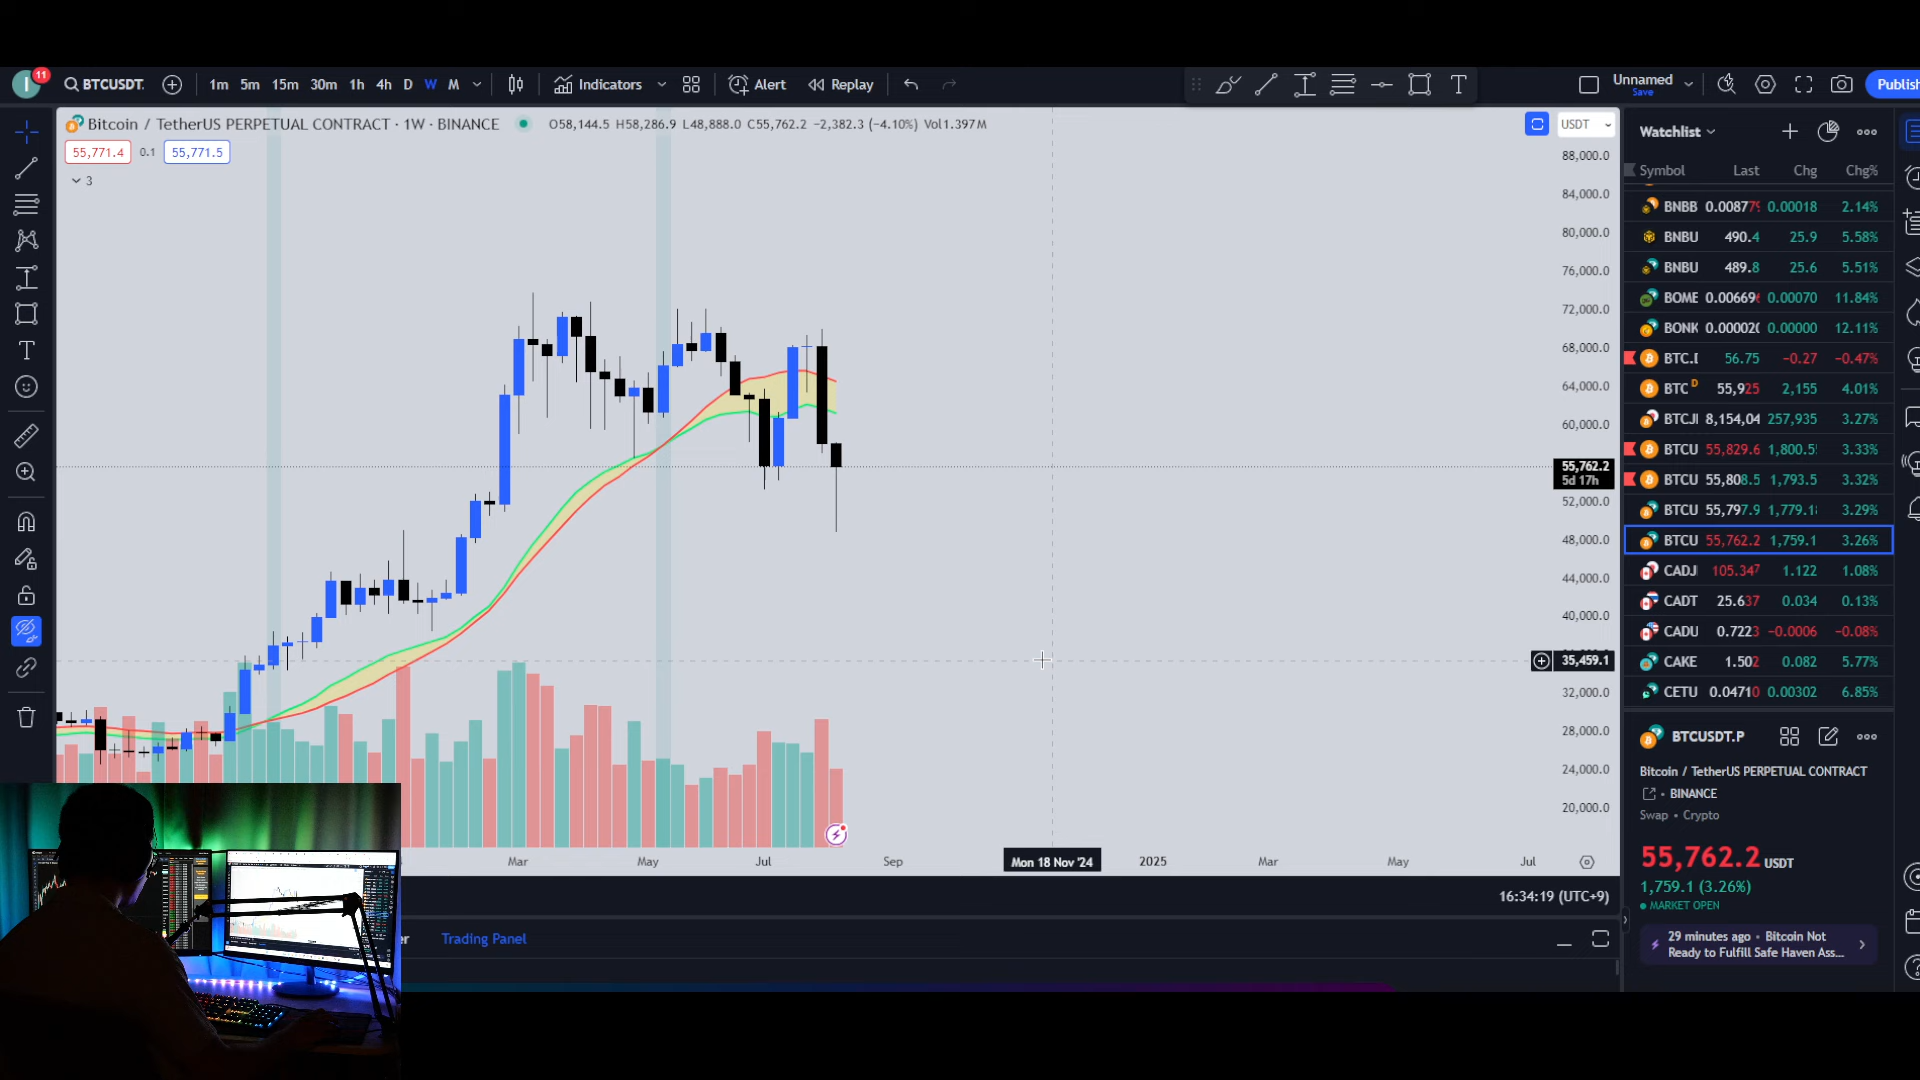 I 11 BTCUSDT. 1m 5m 15m 30m 1h 4h D W M Indicators Alert Replay T Unnamed Save Publish
Bitcoin / TetherUS PERPETUAL CONTRACT · 1W · BINANCE O58,144.5 H58,286.9 L48,888.0 C55,762.2 −2,382.3 (−4.10%) Vol1.397M USDT
55,771.4 0.1 55,771.5
3
88,000.0
84,000.0
80,000.0
76,000.0
72,000.0
68,000.0
64,000.0
60,000.0
55,762.2
5d 17h
52,000.0
48,000.0
44,000.0
40,000.0
35,459.1
32,000.0
28,000.0
24,000.0
20,000.0
Mar May Jul Sep Mon 18 Nov '24 2025 Mar May Jul
16:34:19 (UTC+9)
er Trading Panel
Watchlist
Symbol Last Chg Chg%
BNBB 0.00879 0.00018 2.14%
BNBU 490.4 25.9 5.58%
BNBU 489.8 25.6 5.51%
BOME 0.00669 0.00070 11.84%
BONK 0.00002 0.00000 12.11%
BTC.I 56.75 −0.27 −0.47%
BTC D 55,925 2,155 4.01%
BTCJI 8,154,04 257,935 3.27%
BTCU 55,829.6 1,800.5 3.33%
BTCU 55,808.5 1,793.5 3.32%
BTCU 55,797.9 1,779.1 3.29%
BTCU 55,762.2 1,759.1 3.26%
CADJ 105.347 1.122 1.08%
CADT 25.637 0.034 0.13%
CADU 0.7223 −0.0006 −0.08%
CAKE 1.502 0.082 5.77%
CETU 0.04710 0.00302 6.85%
BTCUSDT.P
Bitcoin / TetherUS PERPETUAL CONTRACT
• BINANCE
Swap • Crypto
55,762.2 USDT
1,759.1 (3.26%)
MARKET OPEN
29 minutes ago • Bitcoin Not
Ready to Fulfill Safe Haven Ass...